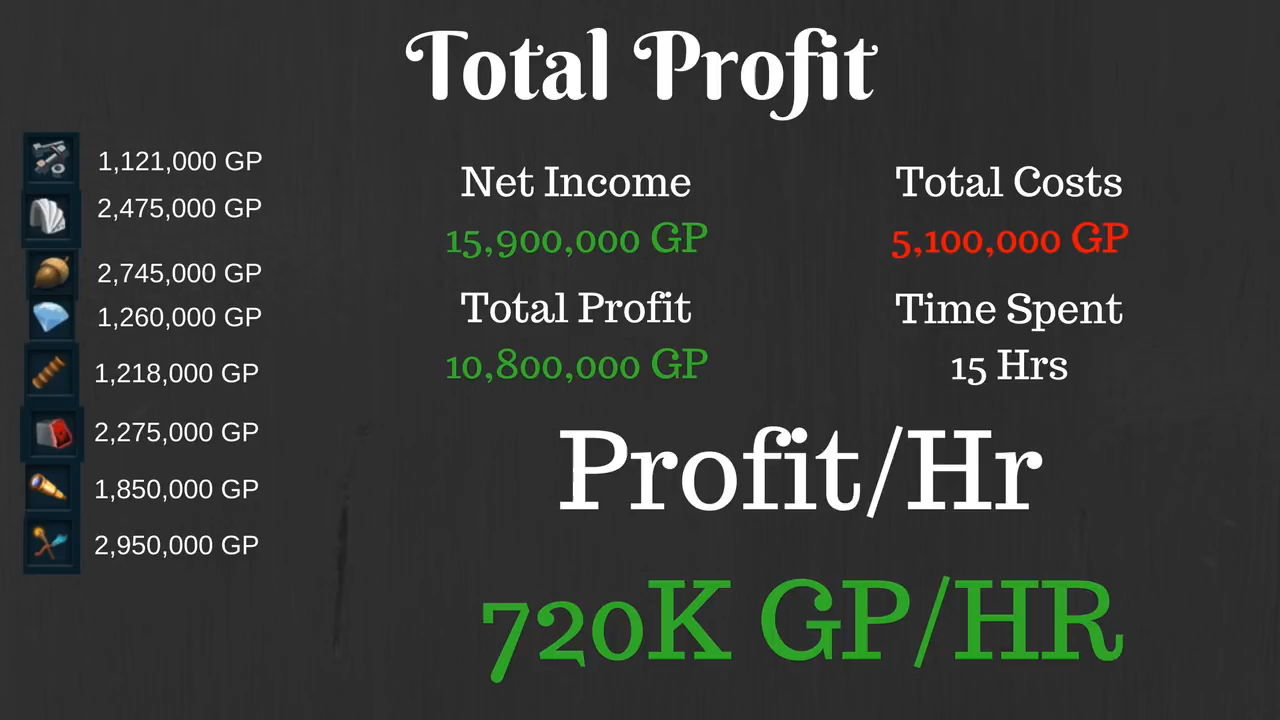 Total Profit
1,121,000 GP
2,475,000 GP
2,745,000 GP
1,260,000 GP
1,218,000 GP
2,275,000 GP
1,850,000 GP
2,950,000 GP
Net Income
15,900,000 GP
Total Profit
10,800,000 GP
Total Costs
5,100,000 GP
Time Spent
15 Hrs
Profit/Hr
720K GP/HR